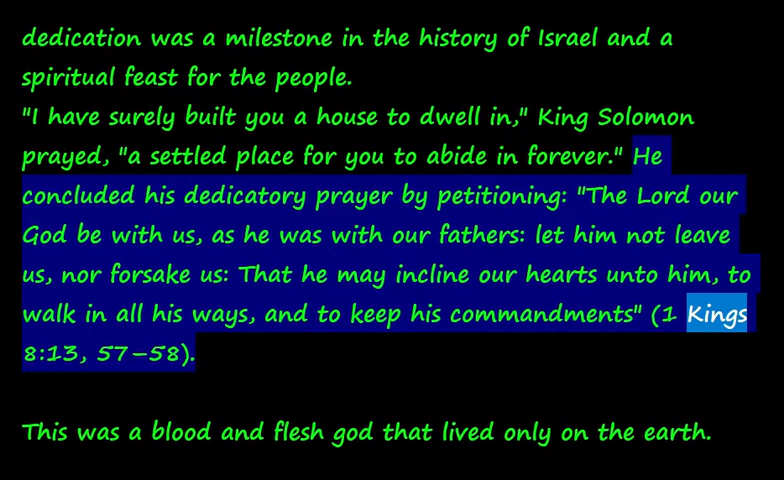 dedication was a milestone in the history of Israel and a
spiritual feast for the people.
"I have surely built you a house to dwell in," King Solomon
prayed, "a settled place for you to abide in forever." He
concluded his dedicatory prayer by petitioning: "The Lord our
God be with us, as he was with our fathers: let him not leave
us, nor forsake us: That he may incline our hearts unto him, to
walk in all his ways, and to keep his commandments" (1 Kings
8:13, 57–58).
This was a blood and flesh god that lived only on the earth.